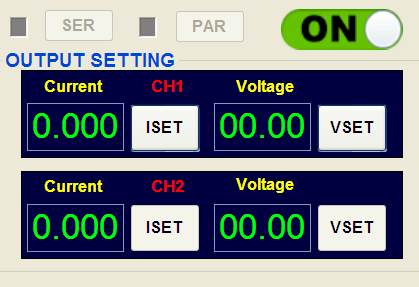 SER PAR ON
OUTPUT SETTING
Current CH1 Voltage
0.000 ISET 00.00 VSET
Current CH2 Voltage
0.000 ISET 00.00 VSET